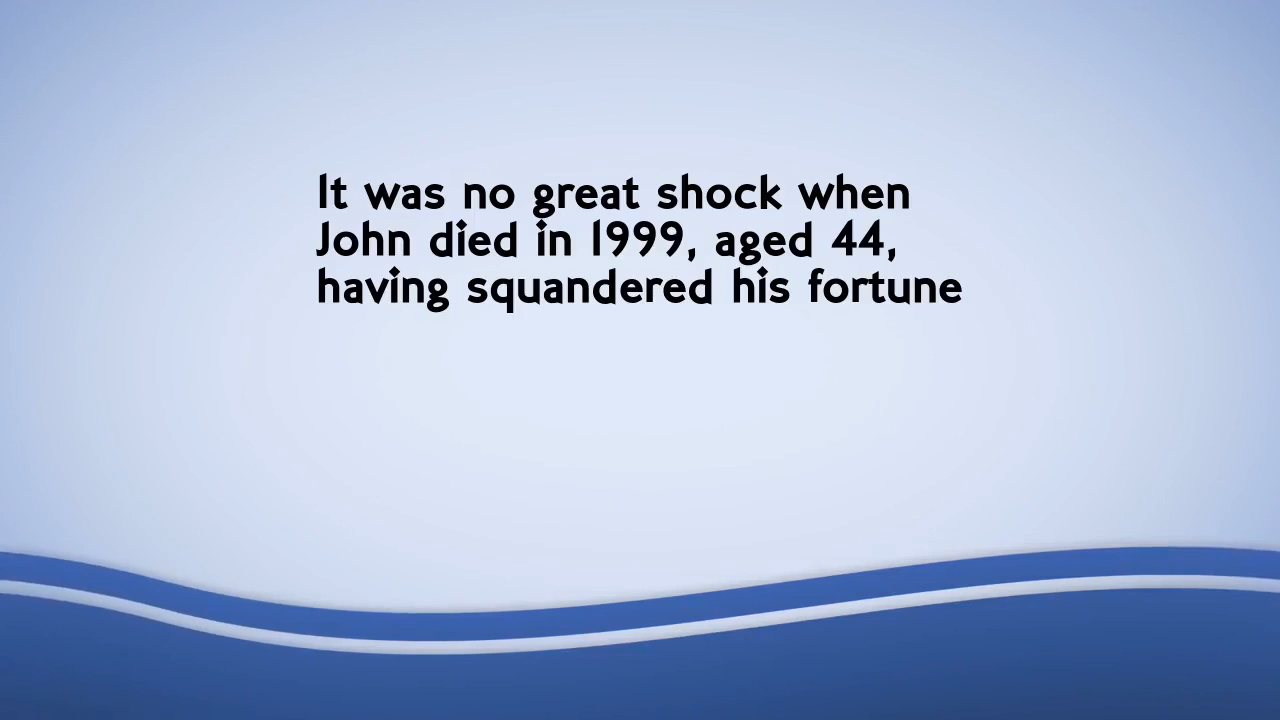 It was no great shock when
John died in 1999, aged 44,
having squandered his fortune